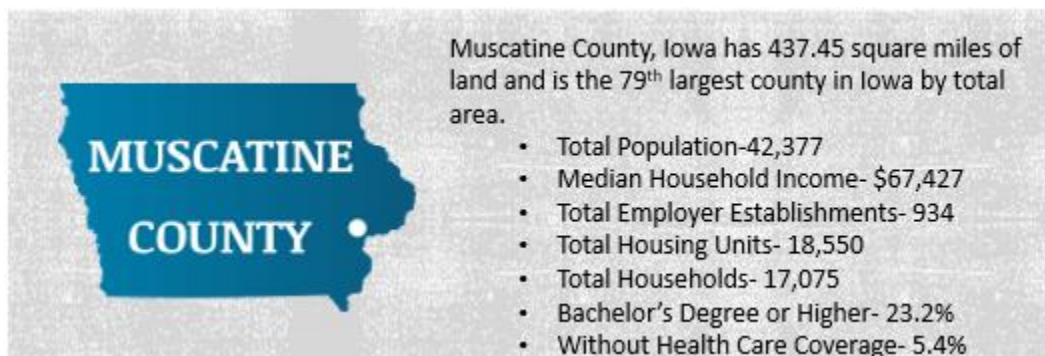 MUSCATINE
COUNTY
Muscatine County, Iowa has 437.45 square miles of
land and is the 79th largest county in Iowa by total
area.
• Total Population-42,377
• Median Household Income- $67,427
• Total Employer Establishments- 934
• Total Housing Units- 18,550
• Total Households- 17,075
• Bachelor’s Degree or Higher- 23.2%
• Without Health Care Coverage- 5.4%